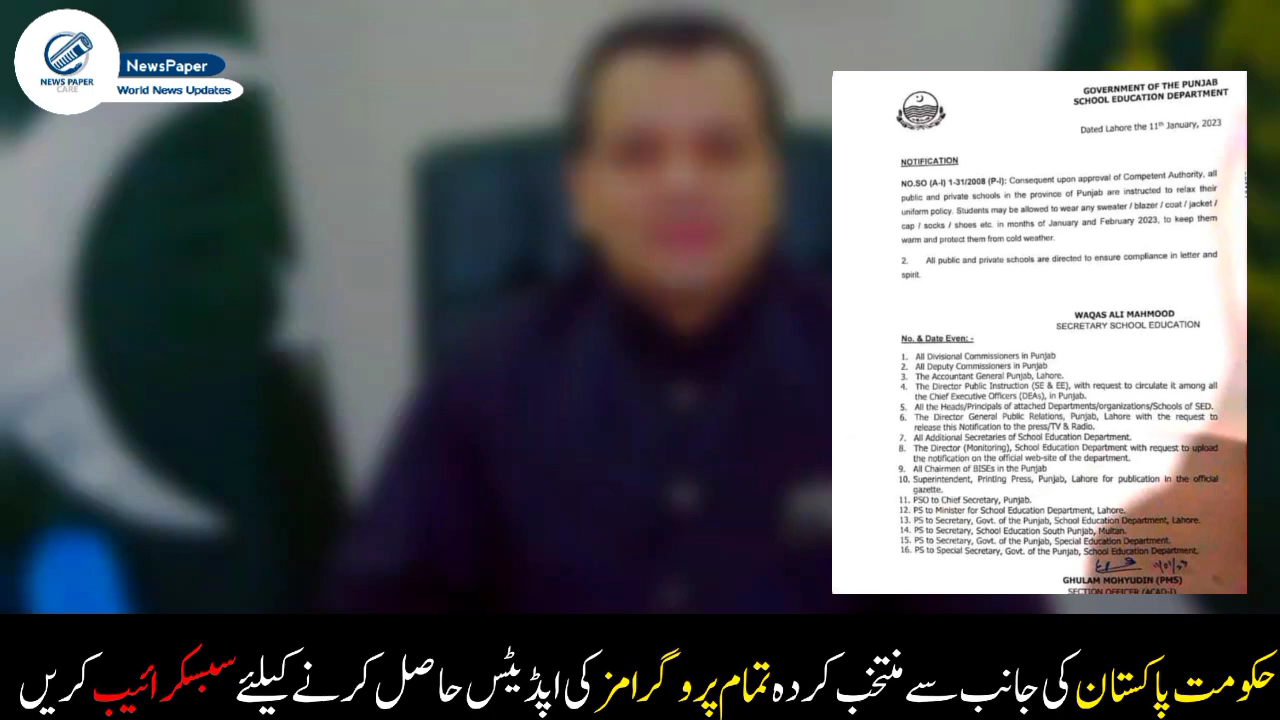 NEWS PAPER
CARE
NewsPaper
World News Updates
GOVERNMENT OF THE PUNJAB
SCHOOL EDUCATION DEPARTMENT
Dated Lahore the 11th January, 2023
NOTIFICATION
NO.SO (A-I) 1-31/2008 (P-I): Consequent upon approval of Competent Authority, all
public and private schools in the province of Punjab are instructed to relax their
uniform policy. Students may be allowed to wear any sweater / blazer / coat / jacket /
cap / socks / shoes etc. in months of January and February 2023, to keep them
warm and protect them from cold weather.
2. All public and private schools are directed to ensure compliance in letter and
spirit.
WAQAS ALI MAHMOOD
SECRETARY SCHOOL EDUCATION
No. & Date Even: -
1. All Divisional Commissioners in Punjab
2. All Deputy Commissioners in Punjab
3. The Accountant General Punjab, Lahore.
4. The Director Public Instruction (SE & EE), with request to circulate it among all
the Chief Executive Officers (DEAs), in Punjab.
5. All the Heads/Principals of attached Departments/organizations/Schools of SED.
6. The Director General Public Relations, Punjab, Lahore with the request to
release this Notification to the press/TV & Radio.
7. All Additional Secretaries of School Education Department.
8. The Director (Monitoring), School Education Department with request to upload
the notification on the official web-site of the department.
9. All Chairmen of BISEs in the Punjab
10. Superintendent, Printing Press, Punjab, Lahore for publication in the official
gazette.
11. PSO to Chief Secretary, Punjab.
12. PS to Minister for School Education Department, Lahore.
13. PS to Secretary, Govt. of the Punjab, School Education Department, Lahore.
14. PS to Secretary, School Education South Punjab, Multan.
15. PS to Secretary, Govt. of the Punjab, Special Education Department.
16. PS to Special Secretary, Govt. of the Punjab, School Education Department.
GHULAM MOHYUDIN (PMS)
SECTION OFFICER (ACAD-I)
حکومت پاکستان کی جانب سے منتخب کردہ تمام پروگرامز کی اپڈیٹس حاصل کرنے کیلئے سبسکرائیب کریں